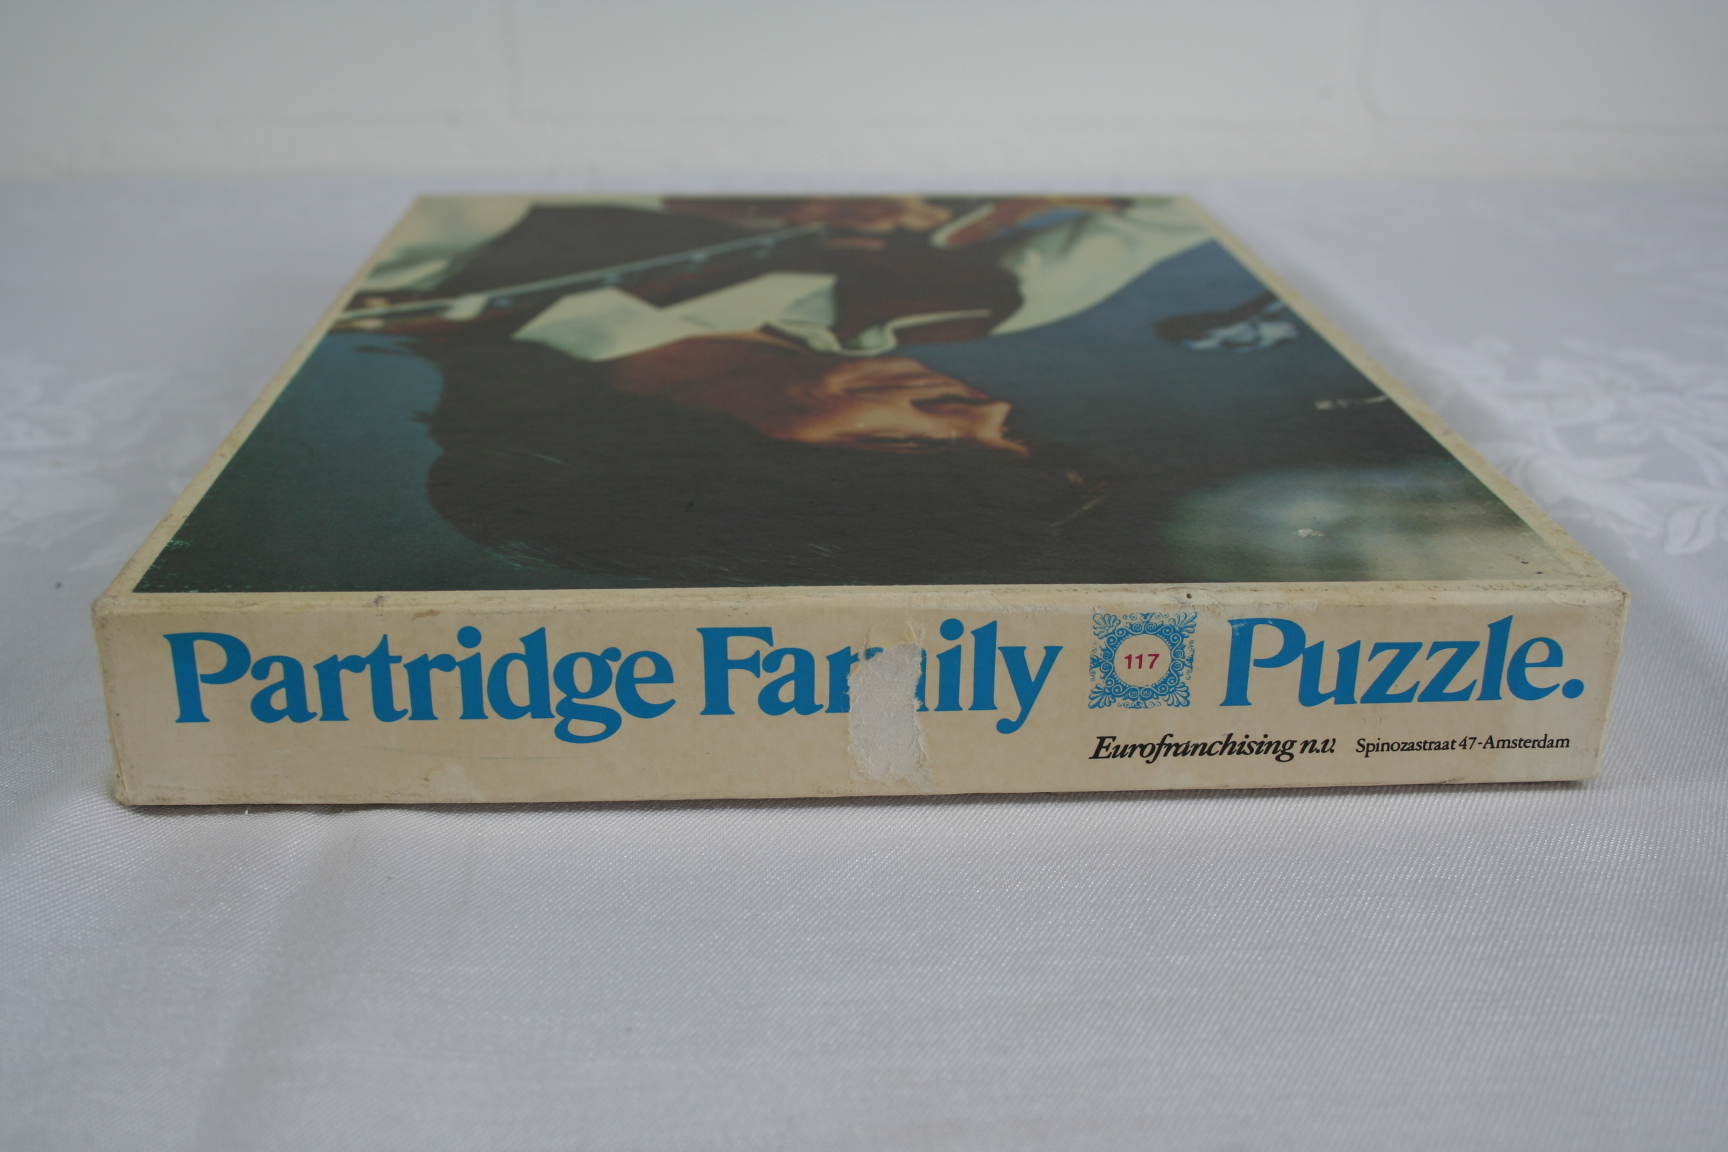 Partridge Family 117 Puzzle.
Eurofranchising n.v. Spinozastraat 47-Amsterdam